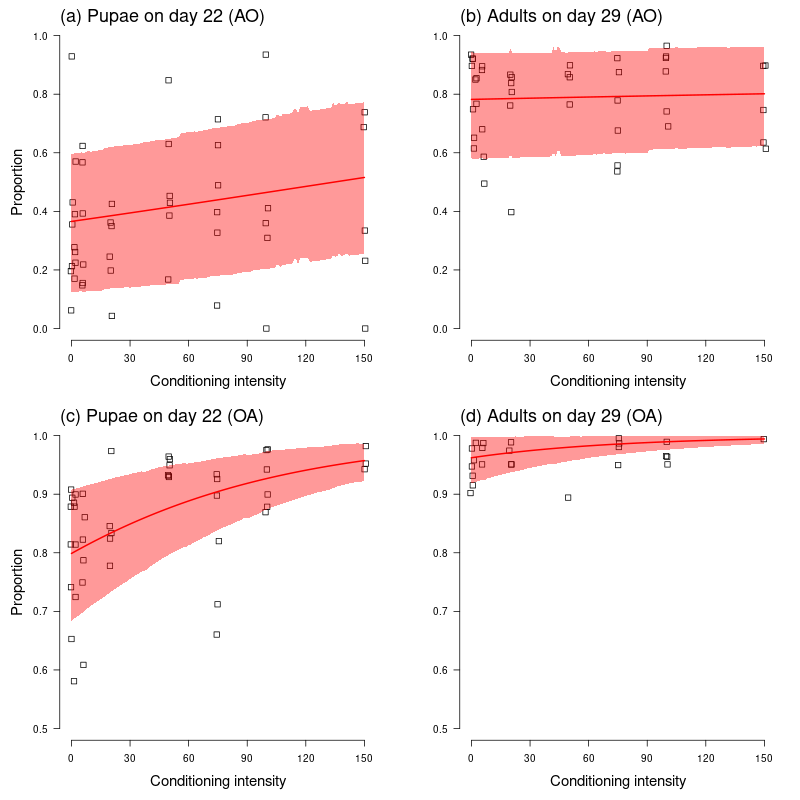 (a) Pupae on day 22 (AO)
1.0
0.8
0.6
0.4
0.2
0.0
Proportion
0 30 60 90 120 150
Conditioning intensity
(b) Adults on day 29 (AO)
1.0
0.8
0.6
0.4
0.2
0.0
0 30 60 90 120 150
Conditioning intensity
(c) Pupae on day 22 (OA)
1.0
0.9
0.8
0.7
0.6
0.5
Proportion
0 30 60 90 120 150
Conditioning intensity
(d) Adults on day 29 (OA)
1.0
0.9
0.8
0.7
0.6
0.5
0 30 60 90 120 150
Conditioning intensity